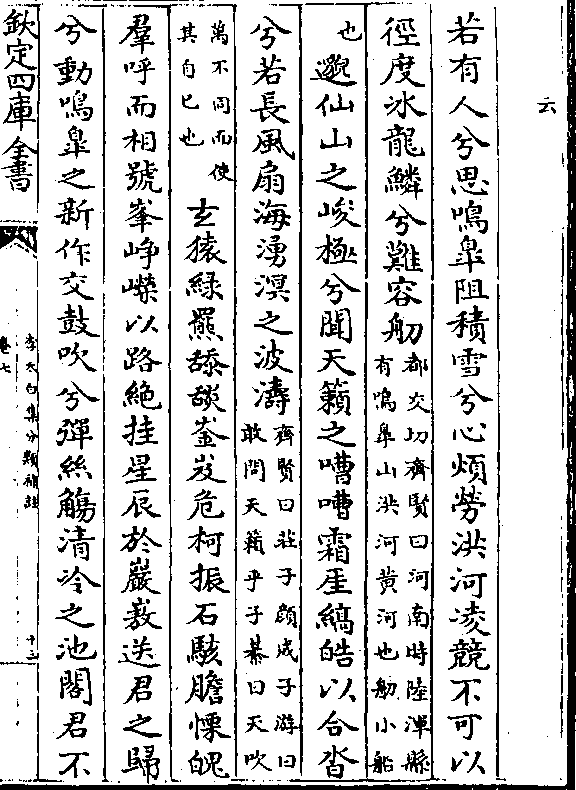 云
若有人兮思鳴臯阻積雪兮心煩勞洪河凌競不可以
徑度氷龍鱗兮難容舠
都交切齊賢曰河南時陸渾縣
有鳴臯山洪河黄河也舠小船
也
邈仙山之峻極兮聞天籟之嘈嘈霜崖縞皓以合沓
兮若長風扇海湧溟之波濤
齊賢曰莊子顔成子游曰
敢問天籟乎子綦曰天吹
萬不同而使
其自已也
玄猿緑羆舔舕崟岌危柯振石駭膽慄魄
羣呼而相號峯崢嶸以路絶挂星辰於巖嶅送君之歸
兮動鳴臯之新作交鼓吹兮彈絲觴清泠之池閣君不
欽定四庫全書
李太白集分類補註
卷七
十三